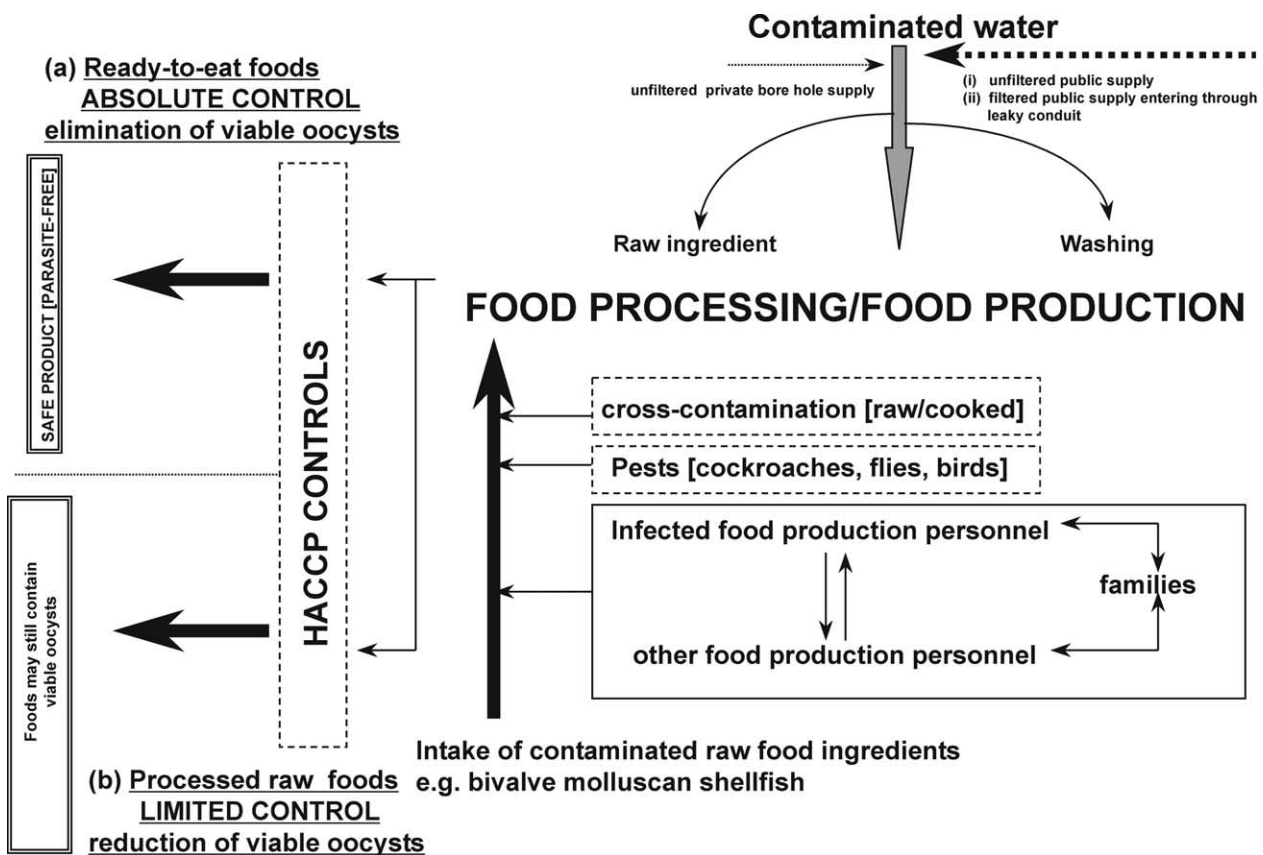 Contaminated water
(a) Ready-to-eat foods
ABSOLUTE CONTROL
elimination of viable oocysts
unfiltered private bore hole supply
(i) unfiltered public supply
(ii) filtered public supply entering through
leaky conduit
Raw ingredient
Washing
SAFE PRODUCT [PARASITE-FREE]
HACCP CONTROLS
FOOD PROCESSING/FOOD PRODUCTION
cross-contamination [raw/cooked]
Pests [cockroaches, flies, birds]
Infected food production personnel
families
other food production personnel
Foods may still contain
viable oocysts
Intake of contaminated raw food ingredients
e.g. bivalve molluscan shellfish
(b) Processed raw foods
LIMITED CONTROL
reduction of viable oocysts